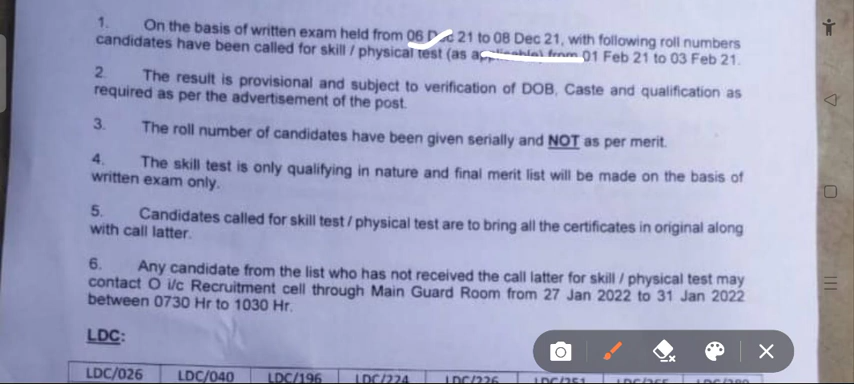 1. On the basis of written exam held from 06 Dec 21 to 08 Dec 21, with following roll numbers
candidates have been called for skill / physical test (as applicable) from 01 Feb 21 to 03 Feb 21.
2. The result is provisional and subject to verification of DOB, Caste and qualification as
required as per the advertisement of the post.
3. The roll number of candidates have been given serially and NOT as per merit.
4. The skill test is only qualifying in nature and final merit list will be made on the basis of
written exam only.
5. Candidates called for skill test / physical test are to bring all the certificates in original along
with call latter.
6. Any candidate from the list who has not received the call latter for skill / physical test may
contact O i/c Recruitment cell through Main Guard Room from 27 Jan 2022 to 31 Jan 2022
between 0730 Hr to 1030 Hr.
LDC:
LDC/026 LDC/040 LDC/196 LDC/224 LDC/226